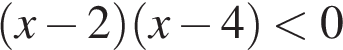 (x − 2)(x − 4) < 0